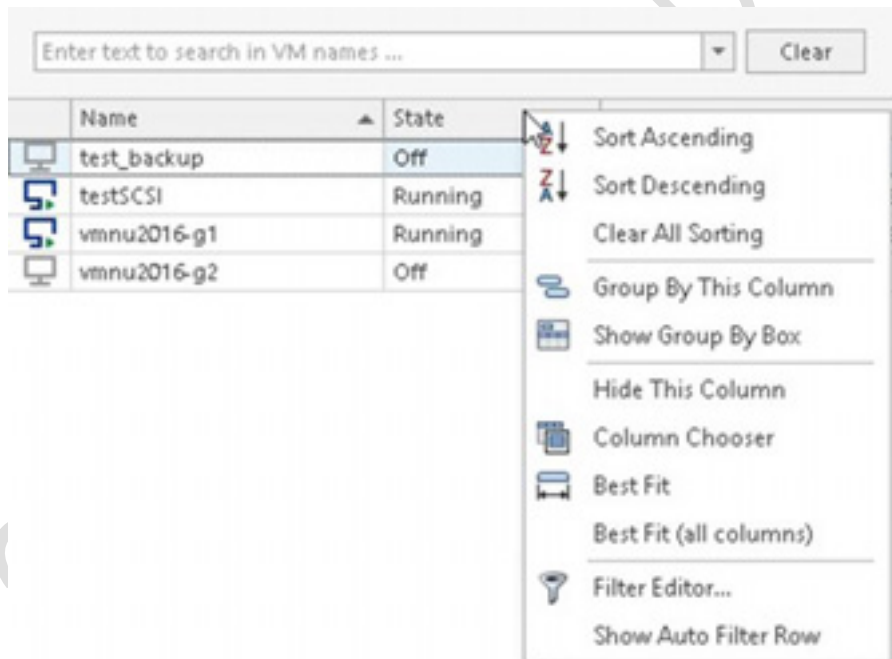 Enter text to search in VM names ...
Clear
Name State
test_backup Off
testSCSI Running
vmnu2016-g1 Running
vmnu2016-g2 Off
Sort Ascending
Sort Descending
Clear All Sorting
Group By This Column
Show Group By Box
Hide This Column
Column Chooser
Best Fit
Best Fit (all columns)
Filter Editor...
Show Auto Filter Row